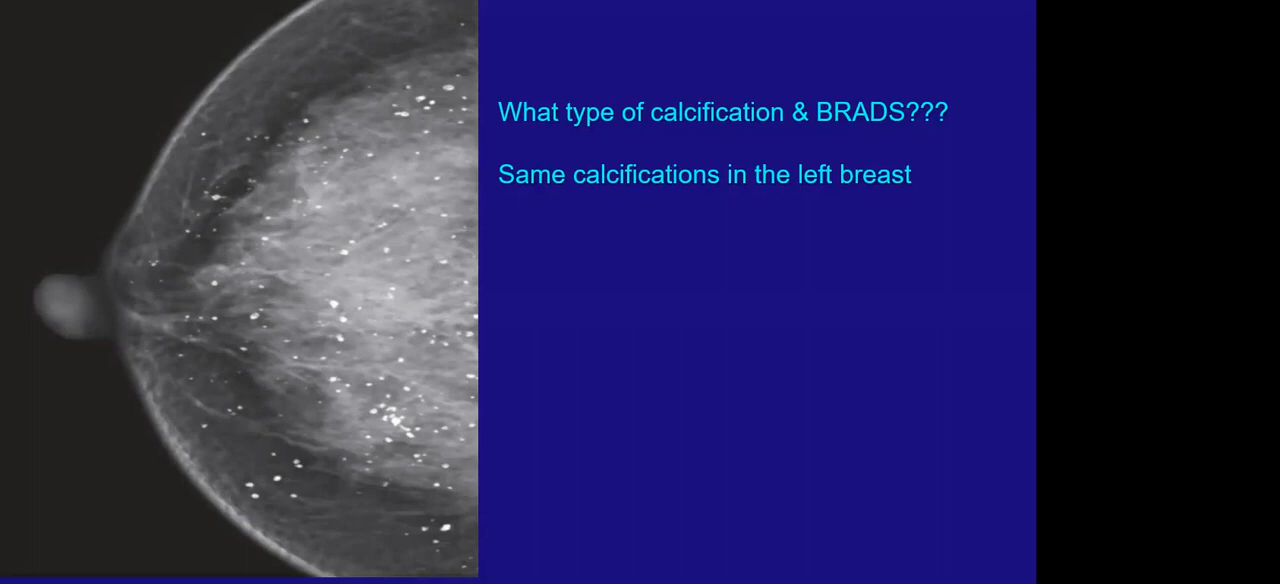 What type of calcification & BRADS???
Same calcifications in the left breast